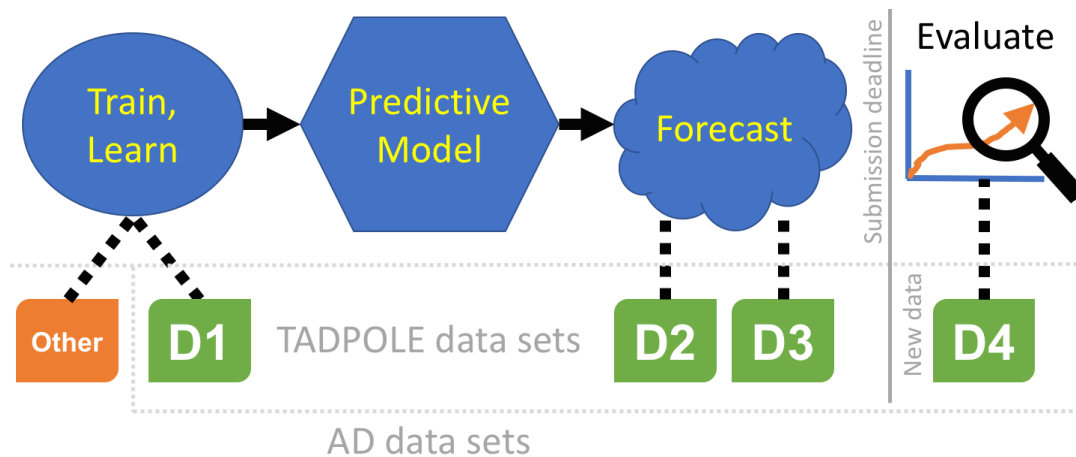 Train,
Learn
Predictive
Model
Forecast
Submission deadline
Evaluate
Other
D1
TADPOLE data sets
D2
D3
New data
D4
AD data sets